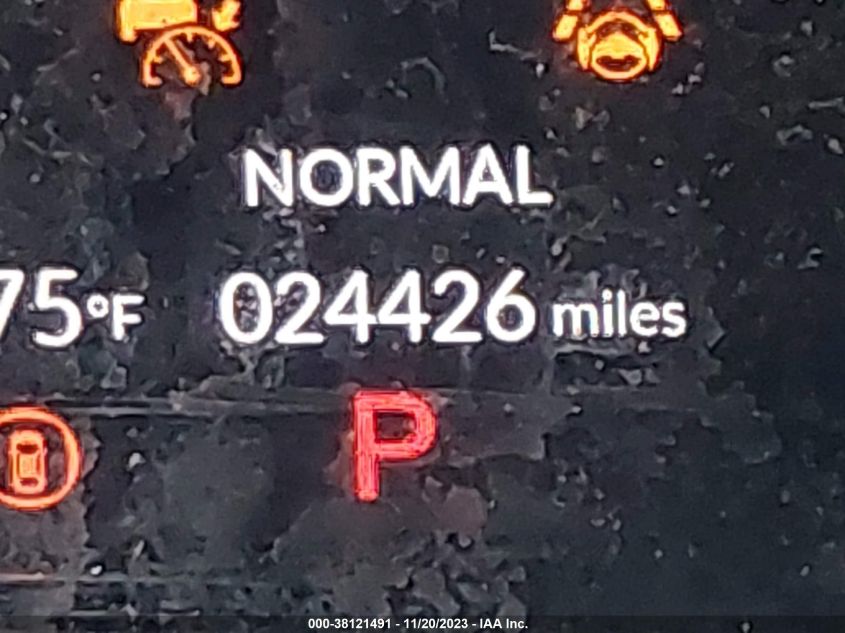 NORMAL
75°F 024426 miles
P
000-38121491 - 11/20/2023 - IAA Inc.